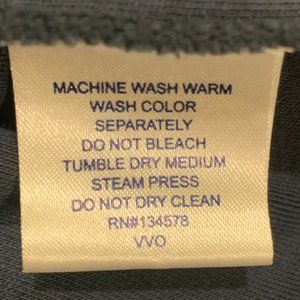 MACHINE WASH WARM
WASH COLOR
SEPARATELY
DO NOT BLEACH
TUMBLE DRY MEDIUM
STEAM PRESS
DO NOT DRY CLEAN
RN#134578
VVO